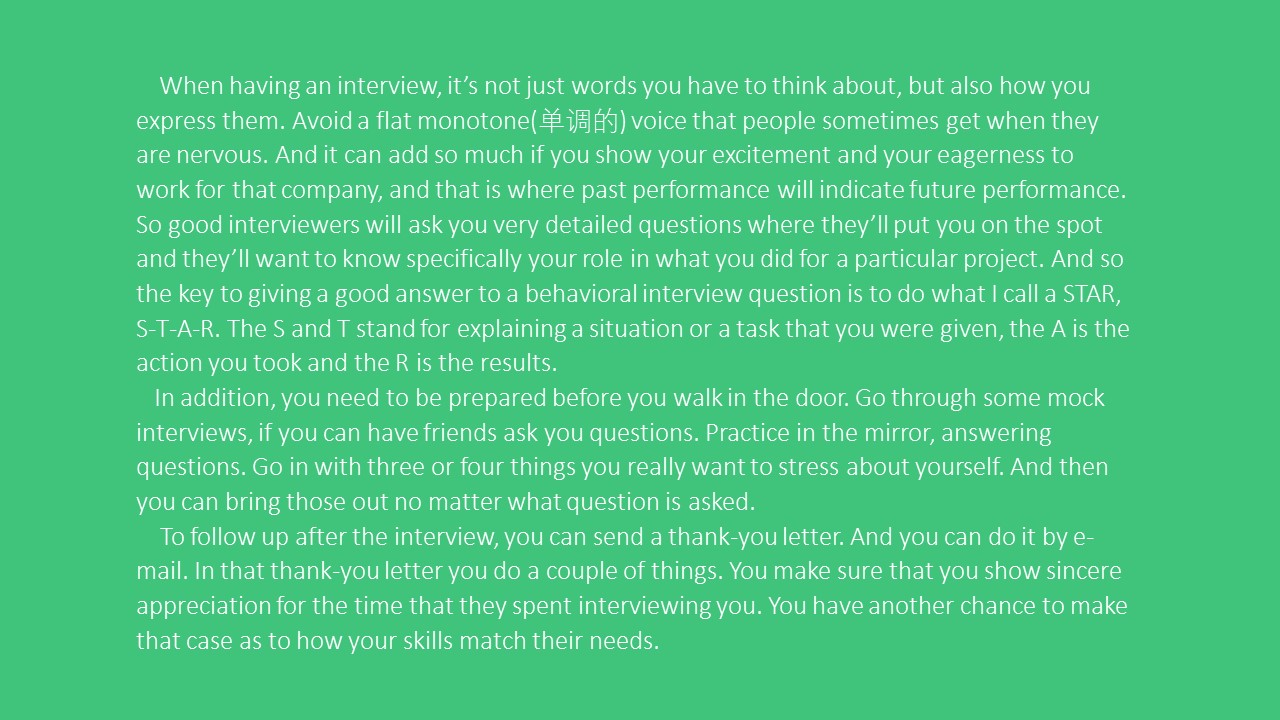 When having an interview, it’s not just words you have to think about, but also how you
express them. Avoid a flat monotone(单调的) voice that people sometimes get when they
are nervous. And it can add so much if you show your excitement and your eagerness to
work for that company, and that is where past performance will indicate future performance.
So good interviewers will ask you very detailed questions where they’ll put you on the spot
and they’ll want to know specifically your role in what you did for a particular project. And so
the key to giving a good answer to a behavioral interview question is to do what I call a STAR,
S-T-A-R. The S and T stand for explaining a situation or a task that you were given, the A is the
action you took and the R is the results.
In addition, you need to be prepared before you walk in the door. Go through some mock
interviews, if you can have friends ask you questions. Practice in the mirror, answering
questions. Go in with three or four things you really want to stress about yourself. And then
you can bring those out no matter what question is asked.
To follow up after the interview, you can send a thank-you letter. And you can do it by e-
mail. In that thank-you letter you do a couple of things. You make sure that you show sincere
appreciation for the time that they spent interviewing you. You have another chance to make
that case as to how your skills match their needs.